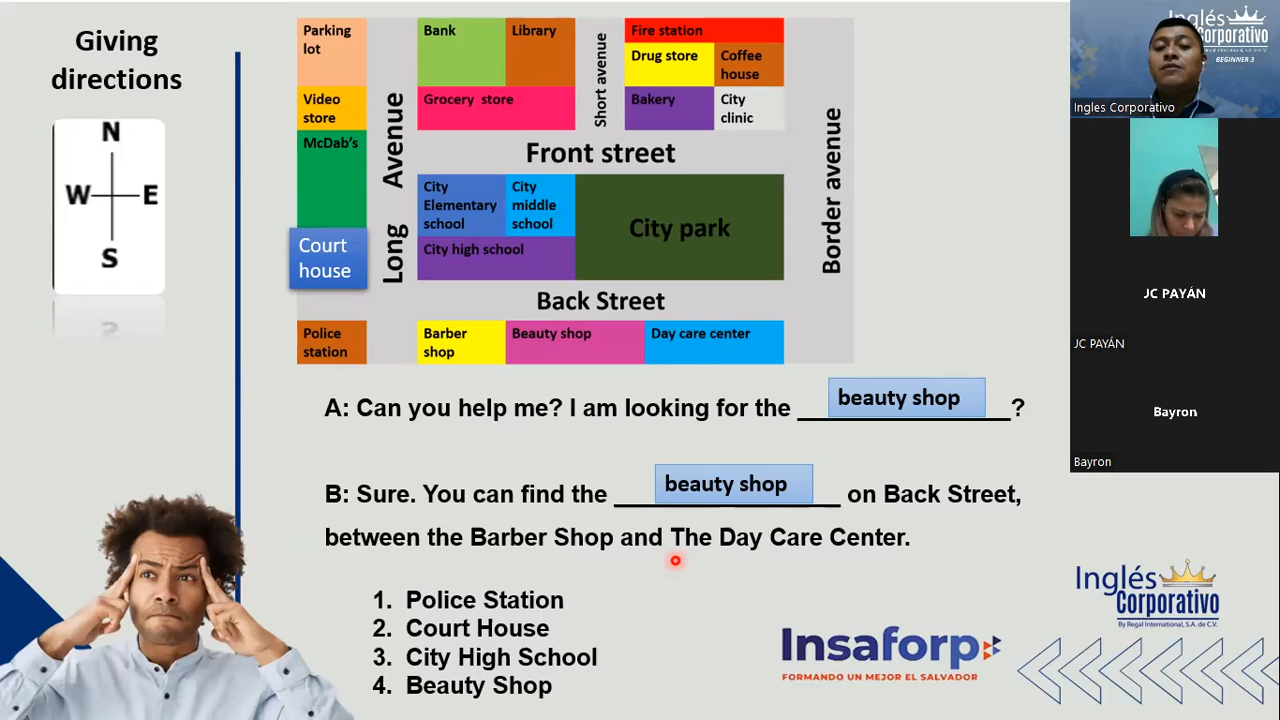 Giving
directions
N
W
E
S
Parking
lot
Video
store
McDab's
Court
house
Police
station
Long Avenue
Bank
Library
Grocery store
Short avenue
Fire station
Drug store
Coffee
house
Bakery
City
clinic
Front street
City
Elementary
school
City
middle
school
City high school
City park
Border avenue
Back Street
Barber
shop
Beauty shop
Day care center
A: Can you help me? I am looking for the beauty shop ?
B: Sure. You can find the beauty shop on Back Street,
between the Barber Shop and The Day Care Center.
1. Police Station
2. Court House
3. City High School
4. Beauty Shop
Insaforp
FORMANDO UN MEJOR EL SALVADOR
Inglés
Corporativo
By Regal International, S.A. de C.V.
Inglés
Corporativo
BEGINNER 3
Ingles Corporativo
JC PAYÁN
JC PAYÁN
Bayron
Bayron